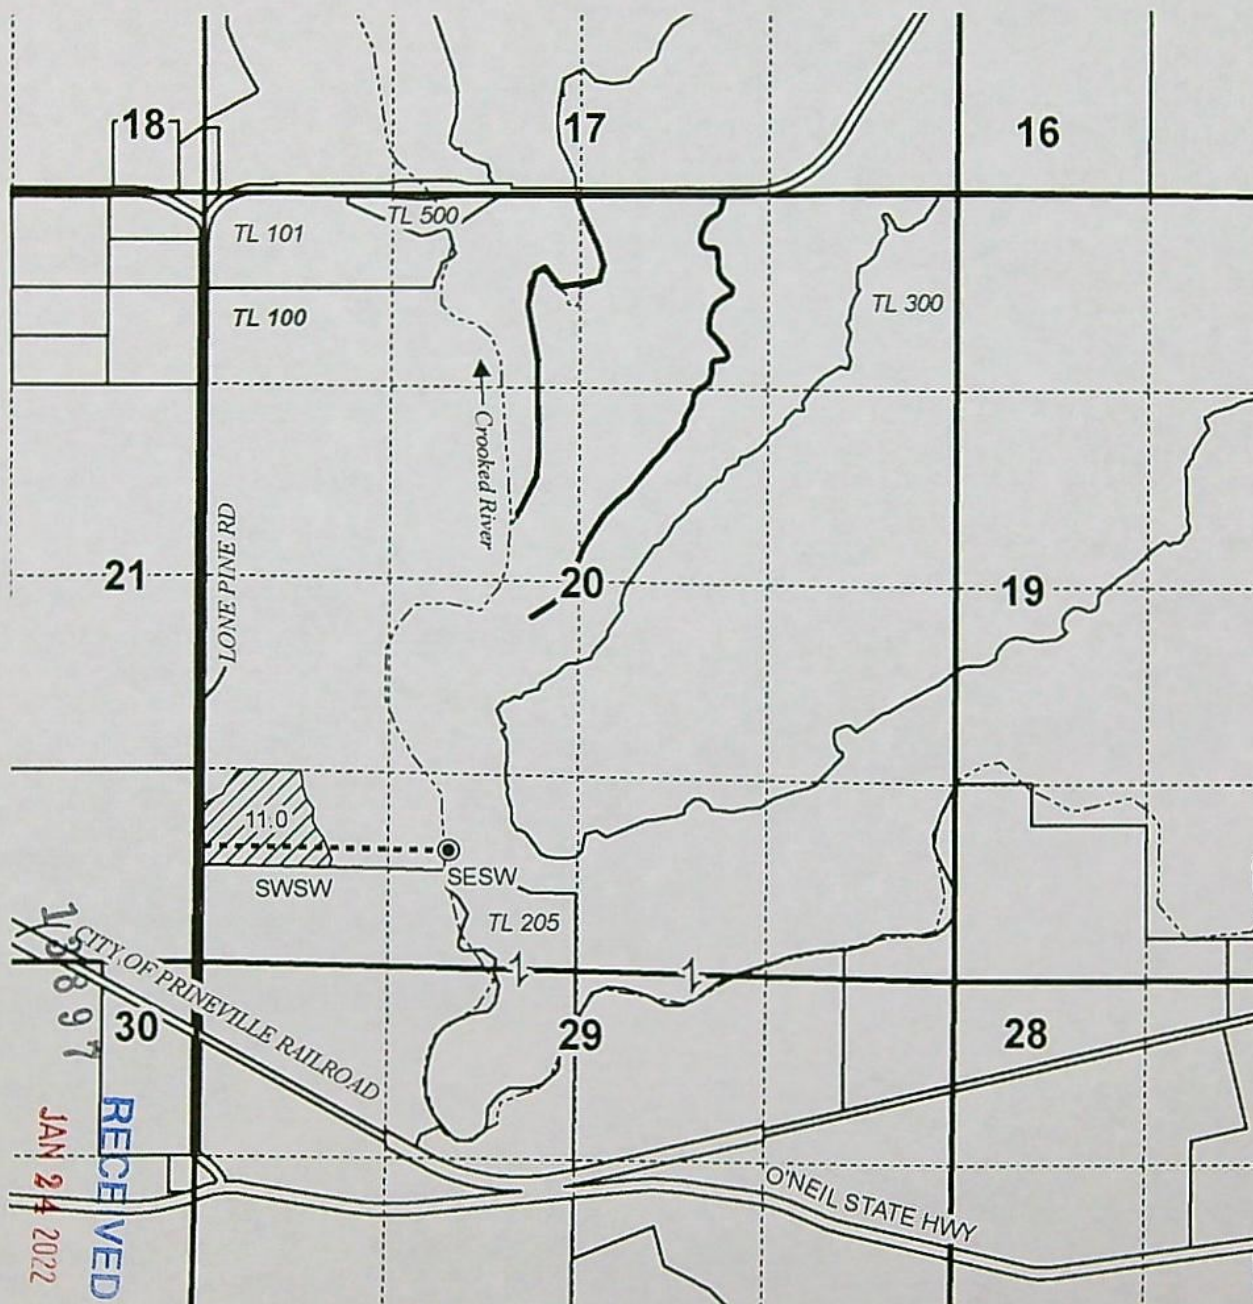 18
17
16
TL 101
TL 500
TL 300
TL 100
Crooked River
LONE PINE RD
21
20
19
11.0
SWSW
SESW
TL 205
CITY OF PRINEVILLE RAILROAD
13897
30
29
28
O'NEIL STATE HWY
RECEIVED
JAN 24 2022